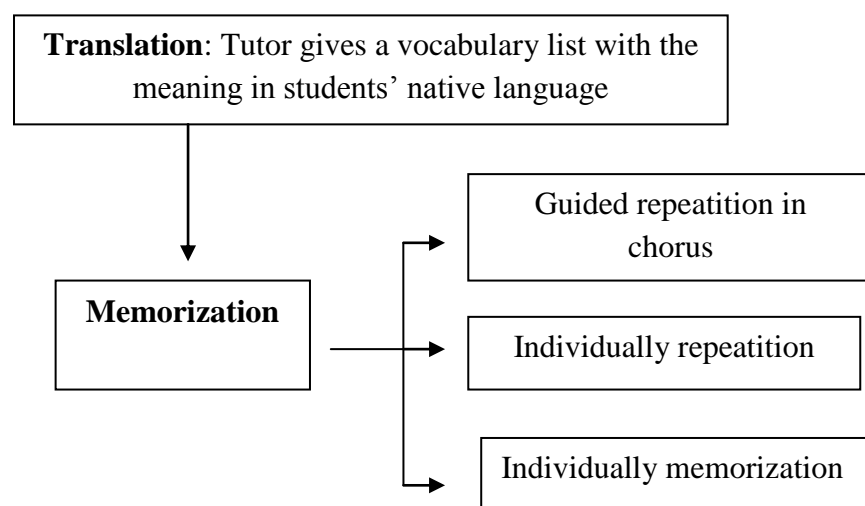 Translation: Tutor gives a vocabulary list with the
meaning in students’ native language
Guided repeatition in
chorus
Memorization
Individually repeatition
Individually memorization